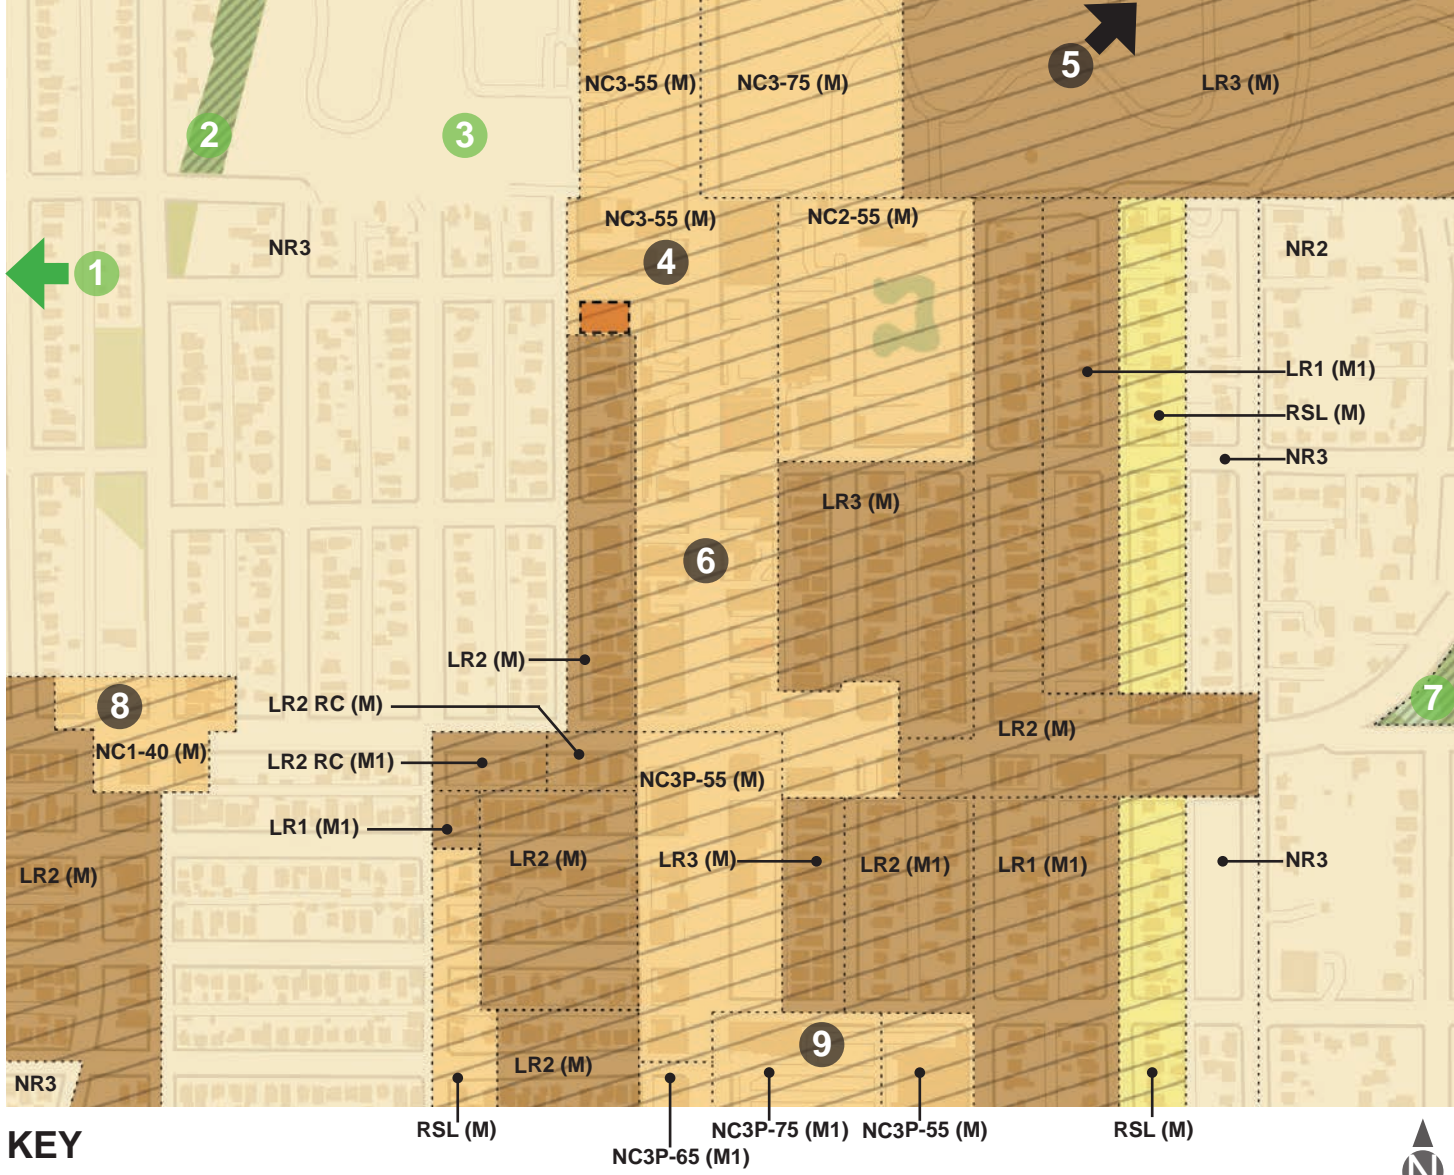 5
NC3-55 (M)
NC3-75 (M)
LR3 (M)
2
3
NC3-55 (M)
NC2-55 (M)
NR3
NR2
4
1
LR1 (M1)
RSL (M)
NR3
LR3 (M)
6
LR2 (M)
7
8
LR2 RC (M)
LR2 (M)
NC1-40 (M)
LR2 RC (M1)
NC3P-55 (M)
LR1 (M1)
LR2 (M)
LR3 (M)
LR2 (M1)
LR1 (M1)
NR3
LR2 (M)
9
LR2 (M)
NR3
RSL (M)
NC3P-75 (M1)
NC3P-55 (M)
RSL (M)
KEY
NC3P-65 (M1)
N